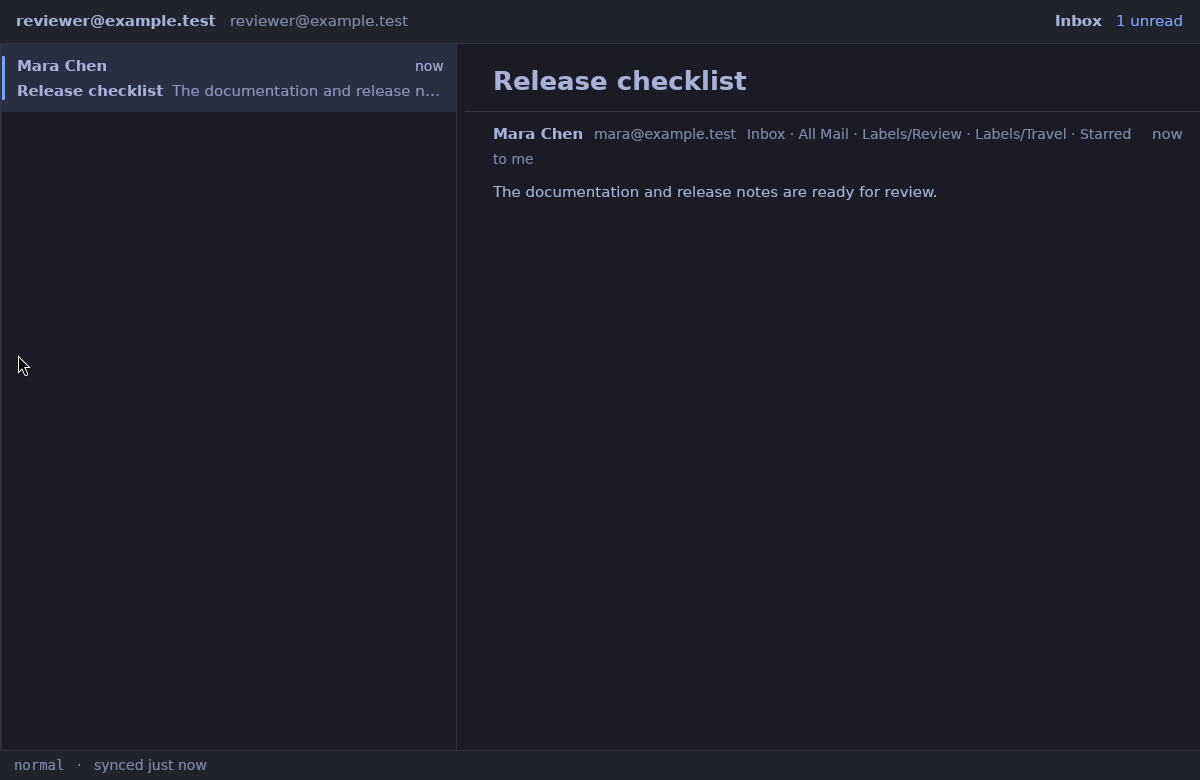 reviewer@example.test reviewer@example.test Inbox 1 unread
Mara Chen now
Release checklist The documentation and release n…
Release checklist
Mara Chen mara@example.test Inbox · All Mail · Labels/Review · Labels/Travel · Starred now
to me
The documentation and release notes are ready for review.
normal · synced just now